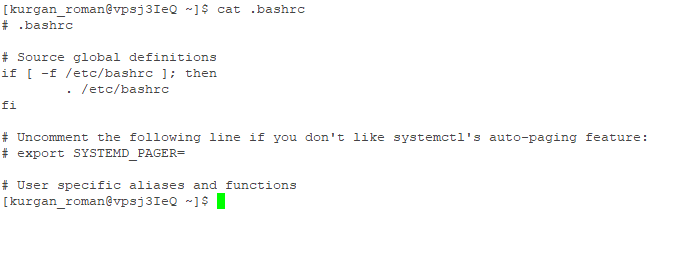 [kurgan_roman@vpsj3IeQ ~]$ cat .bashrc
# .bashrc

# Source global definitions
if [ -f /etc/bashrc ]; then
        . /etc/bashrc
fi

# Uncomment the following line if you don't like systemctl's auto-paging feature:
# export SYSTEMD_PAGER=

# User specific aliases and functions
[kurgan_roman@vpsj3IeQ ~]$